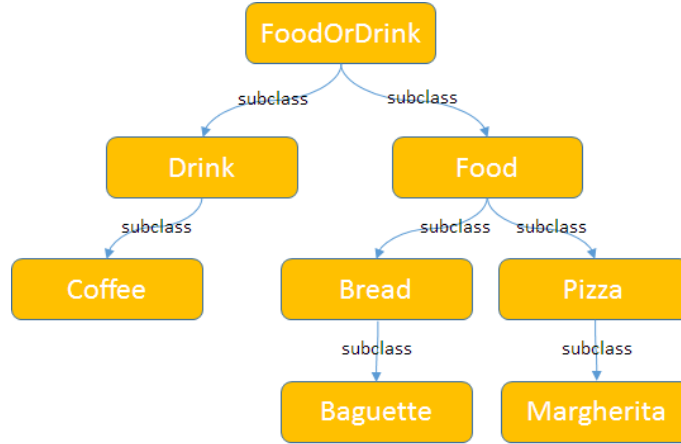 FoodOrDrink
subclass
subclass
Drink
Food
subclass
subclass
subclass
Coffee
Bread
Pizza
subclass
subclass
Baguette
Margherita